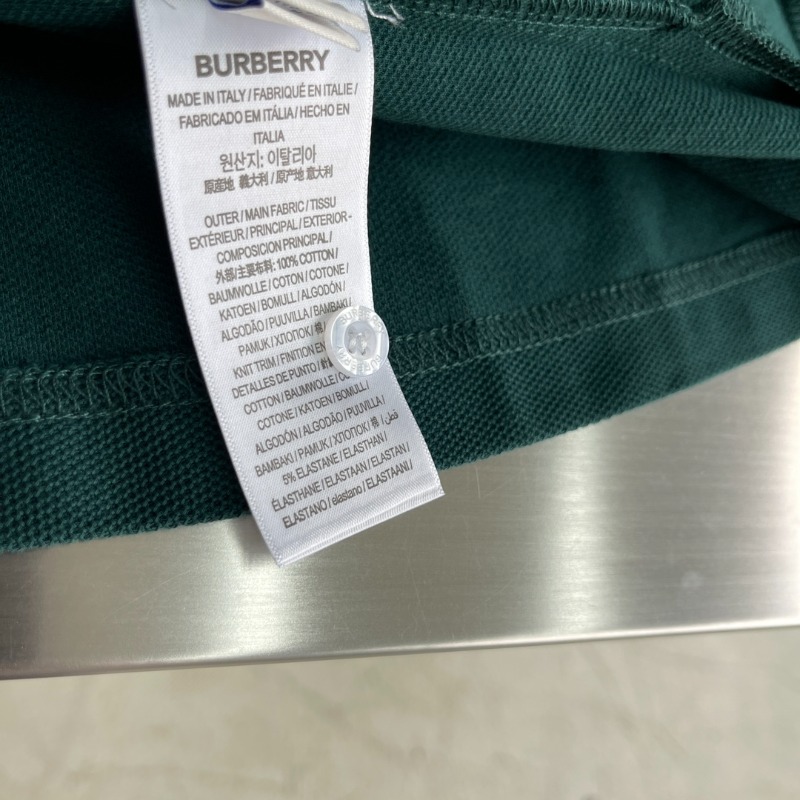 BURBERRY
MADE IN ITALY / FABRIQUÉ EN ITALIE /
FABRICADO EM ITÁLIA / HECHO EN
ITALIA
원산지: 이탈리아
原産地 義大利 / 原产地 意大利
OUTER / MAIN FABRIC / TISSU
EXTÉRIEUR / PRINCIPAL / EXTERIOR -
COMPOSICION PRINCIPAL /
外部/主要布料: 100% COTTON /
BAUMWOLLE / COTON / COTONE /
KATOEN / BOMULL / ALGODÓN /
ALGODÃO / PUUVILLA / BAMBAKI
PAMUK / ΧΛΟΠΟΚ / 棉
KNIT TRIM / FINITION EN
DETALLES DE PUNTO /
COTTON / BAUMWOLLE / CO
COTONE / KATOEN / BOMULL /
ALGODÓN / ALGODÃO / PUUVILLA /
BAMBAKI / PAMUK / ΧΛΟΠΟΚ / 棉 / قطن
5% ELASTANE / ELASTHAN /
ÉLASTHANE / ELASTAAN / ELASTAN /
ELASTANO / elastano / ELASTAANI /